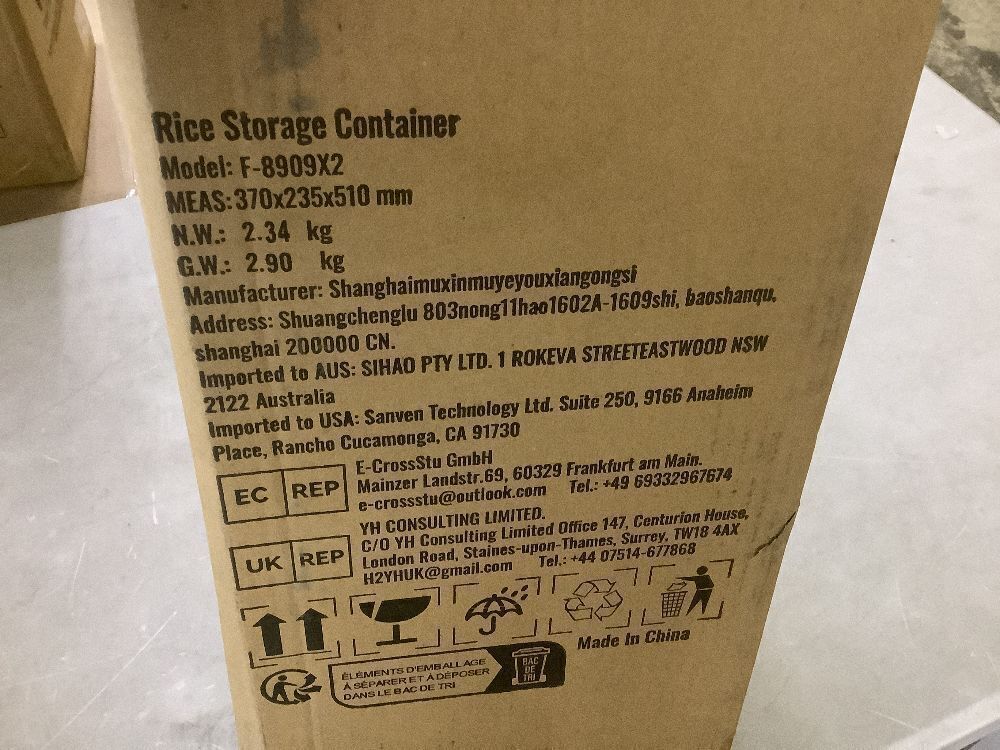 Rice Storage Container
Model: F-8909X2
MEAS:370x235x510 mm
N.W.: 2.34 kg
G.W.: 2.90 kg
Manufacturer: Shanghaimuxinmuyeyouxiangongsi
Address: Shuangchenglu 803nong11hao1602A-1609shi, baoshanqu,
shanghai 200000 CN.
Imported to AUS: SIHAO PTY LTD. 1 ROKEVA STREETEASTWOOD NSW
2122 Australia
Imported to USA: Sanven Technology Ltd. Suite 250, 9166 Anaheim
Place, Rancho Cucamonga, CA 91730
EC REP
E-CrossStu GmbH
Mainzer Landstr.69, 60329 Frankfurt am Main.
e-crossstu@outlook.com Tel.: +49 69332967674
UK REP
YH CONSULTING LIMITED.
C/O YH Consulting Limited Office 147, Centurion House,
London Road, Staines-upon-Thames, Surrey, TW18 4AX
H2YHUK@gmail.com Tel.: +44 07514-677868
Made In China
ÉLÉMENTS D'EMBALLAGE
À SÉPARER ET À DÉPOSER
DANS LE BAC DE TRI
BAC
DE
TRI